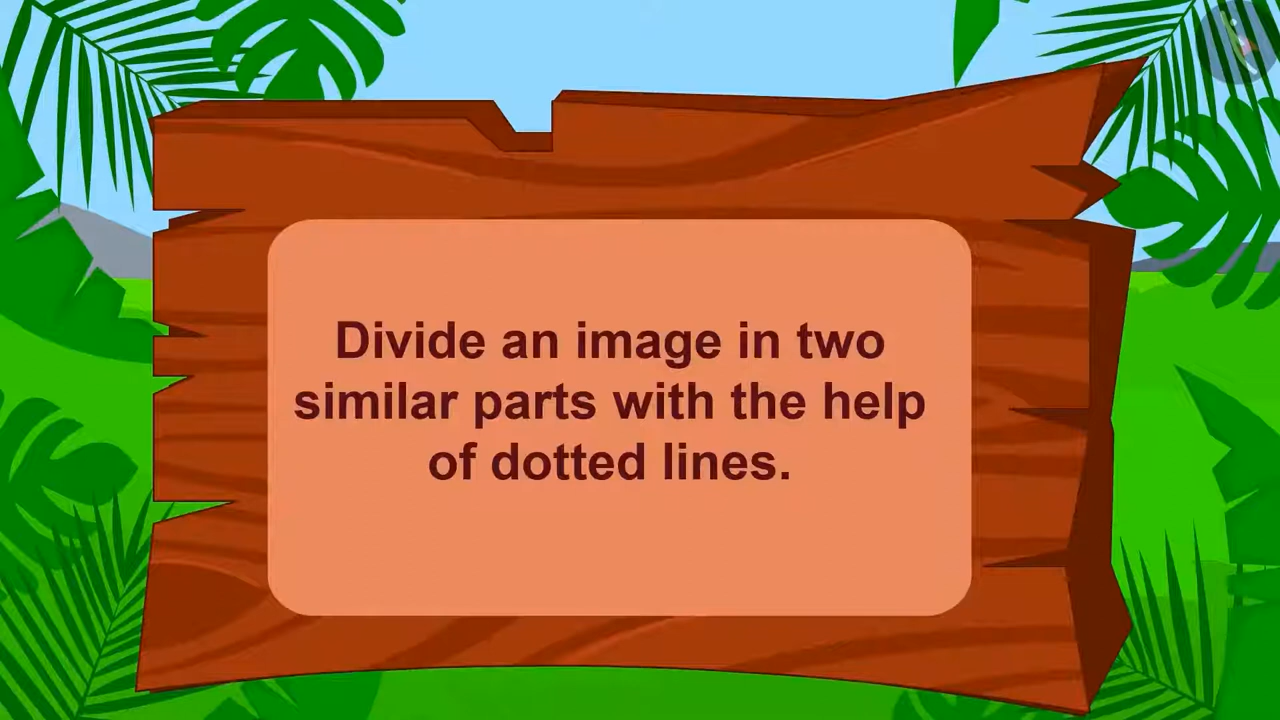 Divide an image in two
similar parts with the help
of dotted lines.